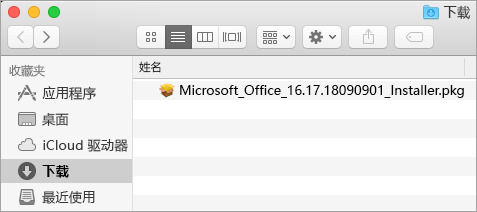 下载
收藏夹
姓名
应用程序
Microsoft_Office_16.17.18090901_Installer.pkg
桌面
iCloud 驱动器
下载
最近使用